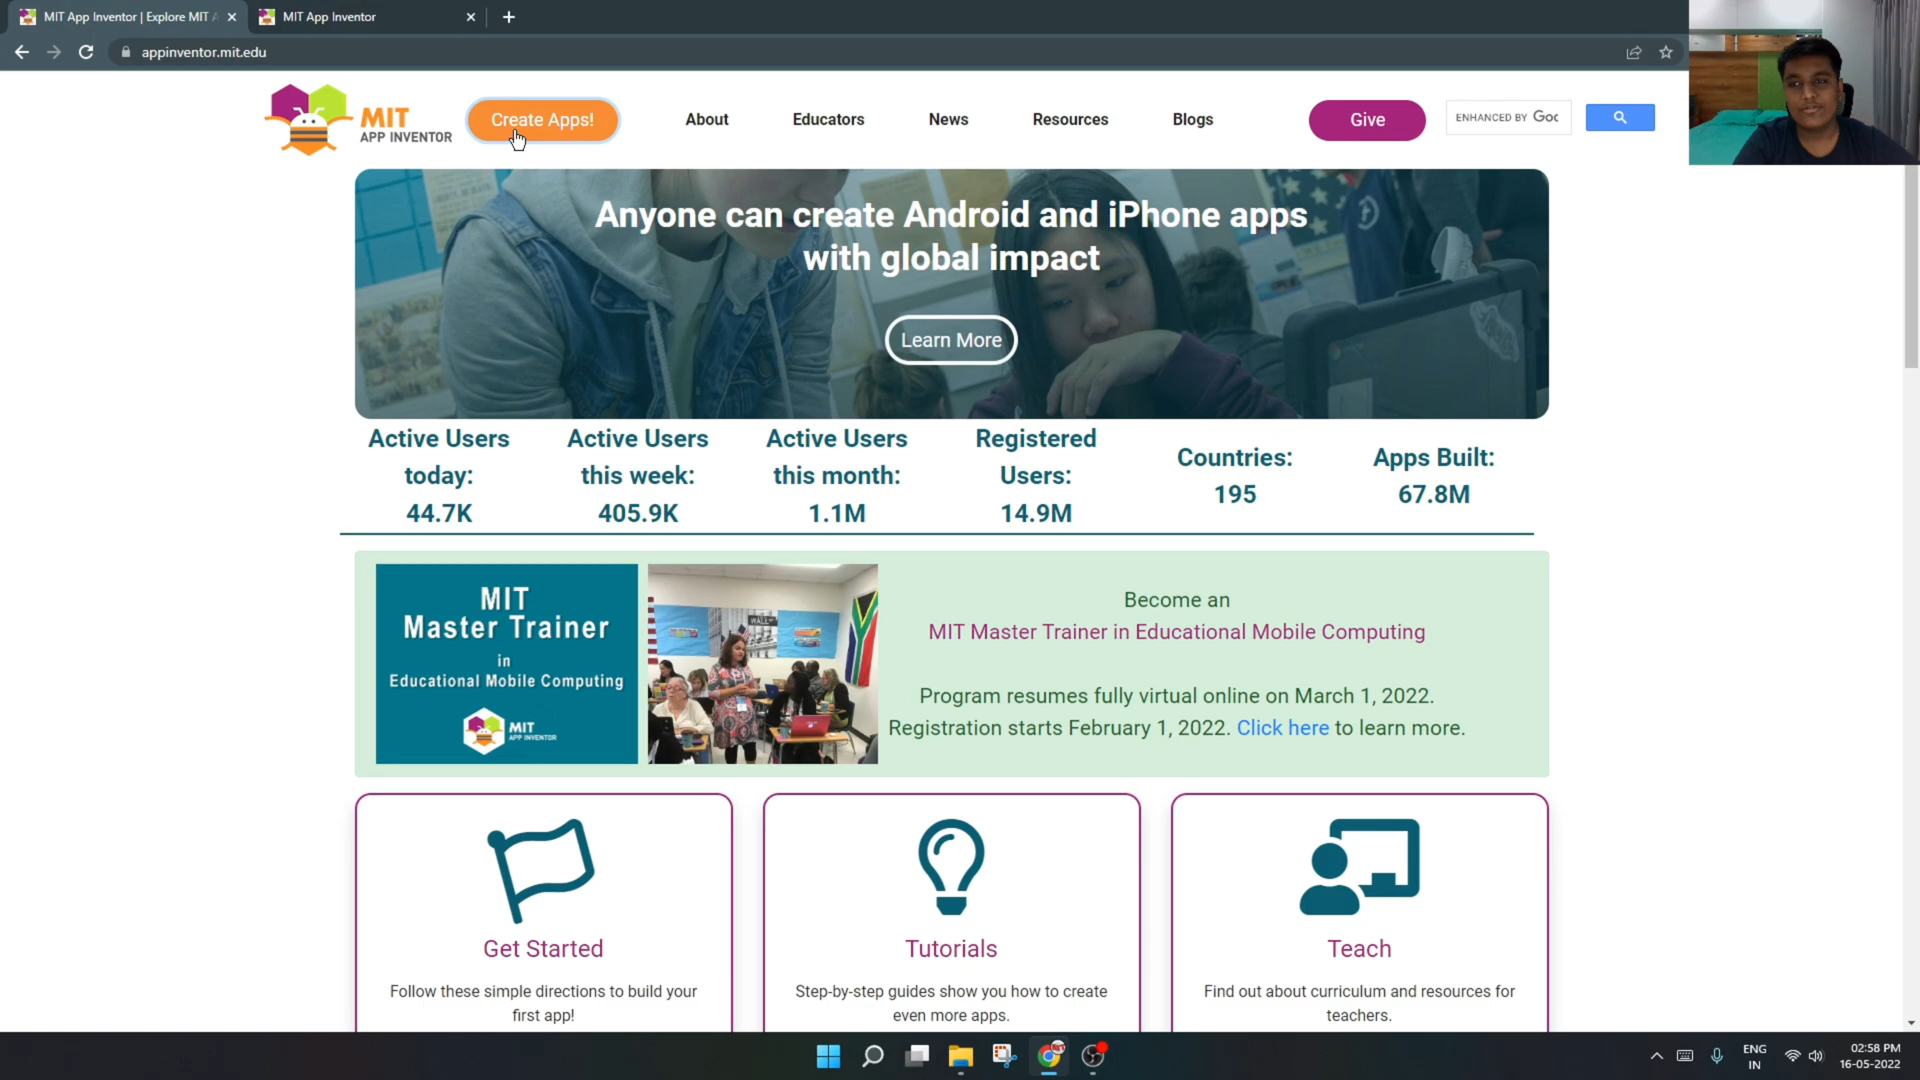 MIT App Inventor | Explore MIT A
MIT App Inventor
appinventor.mit.edu
MIT
APP INVENTOR
Create Apps!
About
Educators
News
Resources
Blogs
Give
ENHANCED BY Goo
Anyone can create Android and iPhone apps
with global impact
Learn More
Active Users
today:
44.7K
Active Users
this week:
405.9K
Active Users
this month:
1.1M
Registered
Users:
14.9M
Countries:
195
Apps Built:
67.8M
MIT
Master Trainer
in
Educational Mobile Computing
MIT
APP INVENTOR
WALL
Become an
MIT Master Trainer in Educational Mobile Computing
Program resumes fully virtual online on March 1, 2022.
Registration starts February 1, 2022. Click here to learn more.
Get Started
Follow these simple directions to build your
first app!
Tutorials
Step-by-step guides show you how to create
even more apps.
Teach
Find out about curriculum and resources for
teachers.
ENG
IN
02:58 PM
16-05-2022